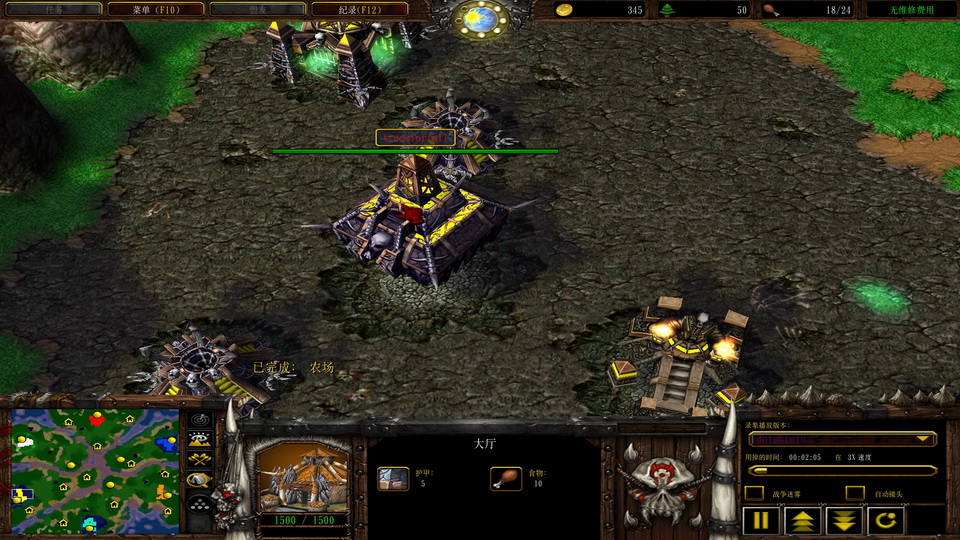 任务
菜单 (F10)
纪录(F12)
345
50
18/24
无维修费用
已完成： 农场
大厅
护甲:
5
食物:
10
1500 / 1500
录象播放版本:
用掉的时间: 00:02:05 在 3X 速度
战争迷雾
自动镜头